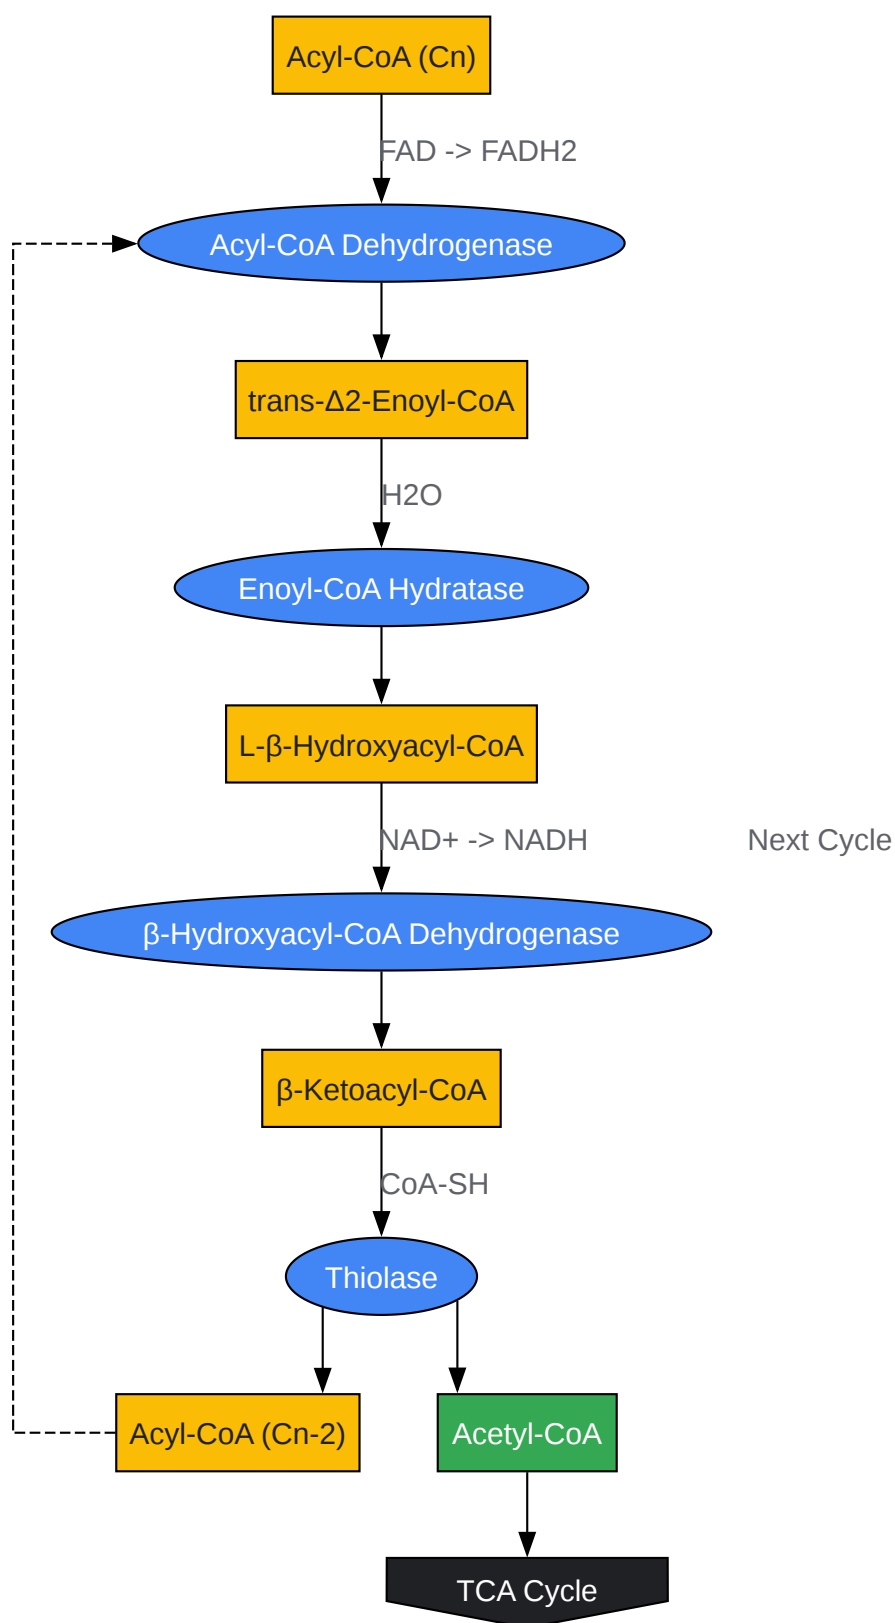 Acyl-CoA (Cn)
FAD -> FADH2
Acyl-CoA Dehydrogenase
trans-Δ2-Enoyl-CoA
H2O
Enoyl-CoA Hydratase
L-β-Hydroxyacyl-CoA
NAD+ -> NADH
Next Cycle
β-Hydroxyacyl-CoA Dehydrogenase
β-Ketoacyl-CoA
CoA-SH
Thiolase
Acyl-CoA (Cn-2)
Acetyl-CoA
TCA Cycle